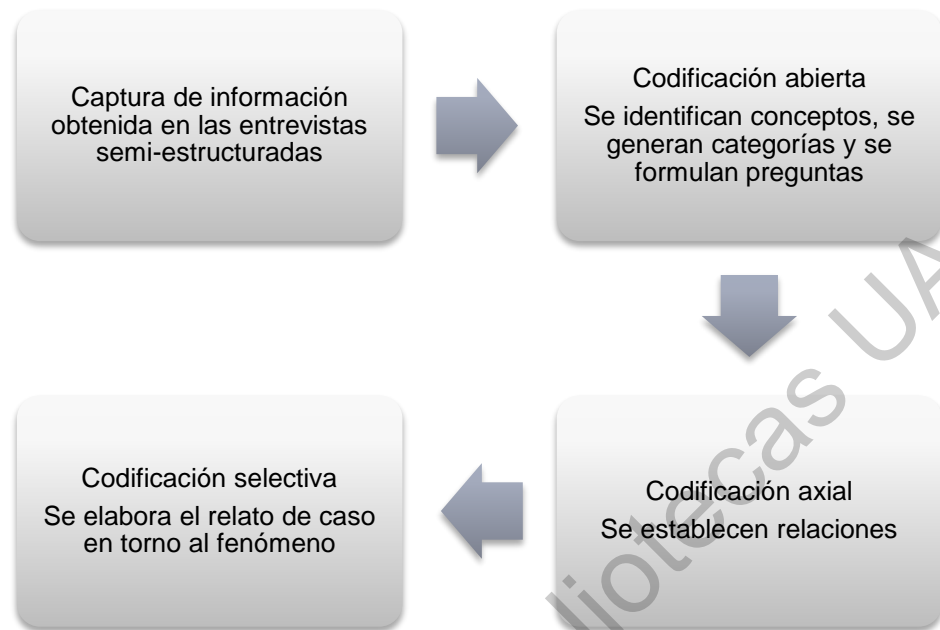 Captura de información
obtenida en las entrevistas
semi-estructuradas
Codificación abierta
Se identifican conceptos, se
generan categorías y se
formulan preguntas
Codificación axial
Se establecen relaciones
Codificación selectiva
Se elabora el relato de caso
en torno al fenómeno